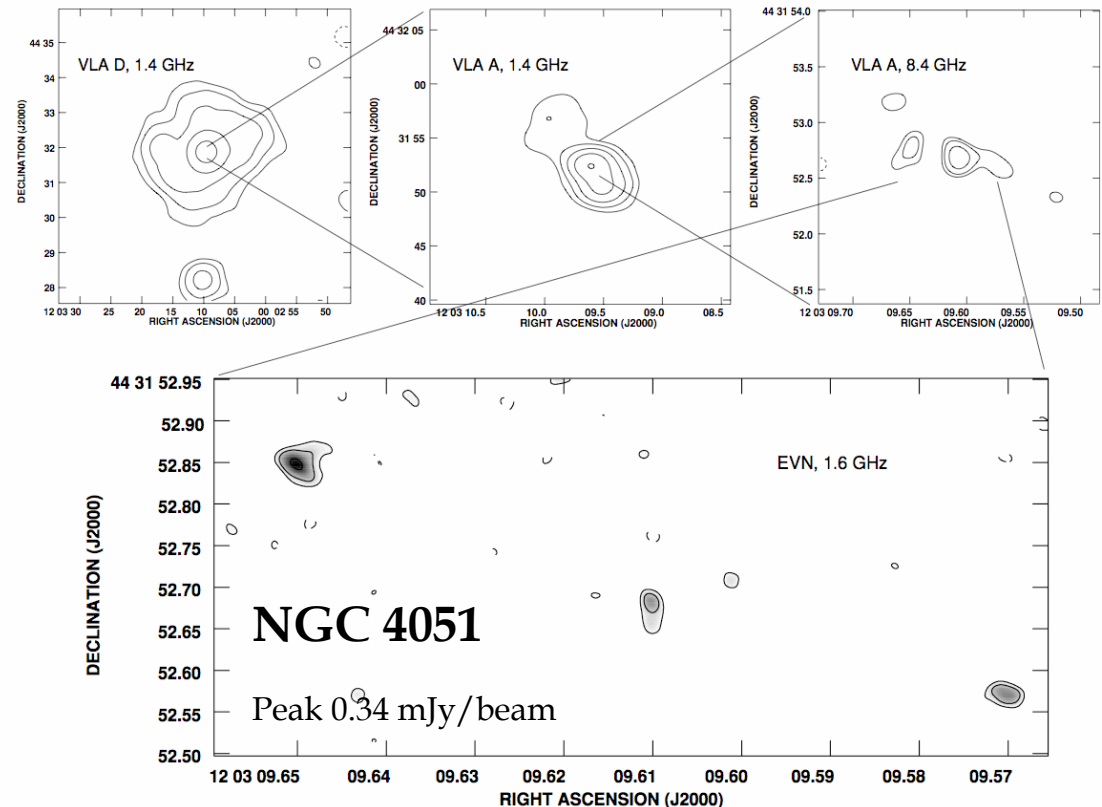 VLA D, 1.4 GHz
DECLINATION (J2000)
44 35
34
33
32
31
30
29
28
12 03 30 25 20 15 10 05 00 02 55 50
RIGHT ASCENSION (J2000)
VLA A, 1.4 GHz
DECLINATION (J2000)
44 32 05
00
31 55
50
45
40
12 03 10.5 10.0 09.5 09.0 08.5
RIGHT ASCENSION (J2000)
VLA A, 8.4 GHz
DECLINATION (J2000)
44 31 54.0
53.5
53.0
52.5
52.0
51.5
12 03 09.70 09.65 09.60 09.55 09.50
RIGHT ASCENSION (J2000)
EVN, 1.6 GHz
DECLINATION (J2000)
44 31 52.95
52.90
52.85
52.80
52.75
52.70
52.65
52.60
52.55
52.50
NGC 4051
Peak 0.34 mJy/beam
12 03 09.65 09.64 09.63 09.62 09.61 09.60 09.59 09.58 09.57
RIGHT ASCENSION (J2000)